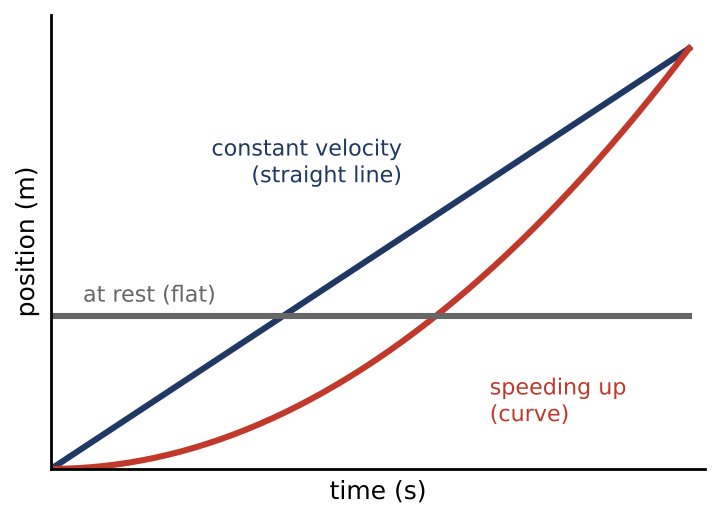 constant velocity
(straight line)
position (m)
at rest (flat)
speeding up
(curve)
time (s)